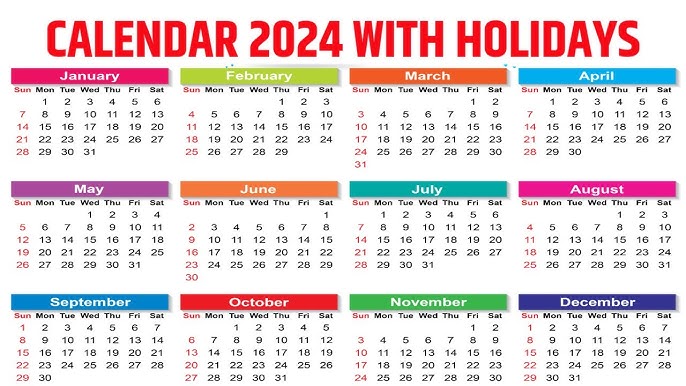 CALENDAR 2024 WITH HOLIDAYS
January
Sun Mon Tue Wed Thu Fri Sat
1 2 3 4 5 6
7 8 9 10 11 12 13
14 15 16 17 18 19 20
21 22 23 24 25 26 27
28 29 30 31
February
Sun Mon Tue Wed Thu Fri Sat
1 2 3
4 5 6 7 8 9 10
11 12 13 14 15 16 17
18 19 20 21 22 23 24
25 26 27 28 29
March
Sun Mon Tue Wed Thu Fri Sat
1 2
3 4 5 6 7 8 9
10 11 12 13 14 15 16
17 18 19 20 21 22 23
24 25 26 27 28 29 30
31
April
Sun Mon Tue Wed Thu Fri Sat
1 2 3 4 5 6
7 8 9 10 11 12 13
14 15 16 17 18 19 20
21 22 23 24 25 26 27
28 29 30
May
Sun Mon Tue Wed Thu Fri Sat
1 2 3 4
5 6 7 8 9 10 11
12 13 14 15 16 17 18
19 20 21 22 23 24 25
26 27 28 29 30 31
June
Sun Mon Tue Wed Thu Fri Sat
1
2 3 4 5 6 7 8
9 10 11 12 13 14 15
16 17 18 19 20 21 22
23 24 25 26 27 28 29
30
July
Sun Mon Tue Wed Thu Fri Sat
1 2 3 4 5 6
7 8 9 10 11 12 13
14 15 16 17 18 19 20
21 22 23 24 25 26 27
28 29 30 31
August
Sun Mon Tue Wed Thu Fri Sat
1 2 3
4 5 6 7 8 9 10
11 12 13 14 15 16 17
18 19 20 21 22 23 24
25 26 27 28 29 30 31
September
Sun Mon Tue Wed Thu Fri Sat
1 2 3 4 5 6 7
8 9 10 11 12 13 14
15 16 17 18 19 20 21
22 23 24 25 26 27 28
29 30
October
Sun Mon Tue Wed Thu Fri Sat
1 2 3 4 5
6 7 8 9 10 11 12
13 14 15 16 17 18 19
20 21 22 23 24 25 26
27 28 29 30 31
November
Sun Mon Tue Wed Thu Fri Sat
1 2
3 4 5 6 7 8 9
10 11 12 13 14 15 16
17 18 19 20 21 22 23
24 25 26 27 28 29 30
December
Sun Mon Tue Wed Thu Fri Sat
1 2 3 4 5 6 7
8 9 10 11 12 13 14
15 16 17 18 19 20 21
22 23 24 25 26 27 28
29 30 31